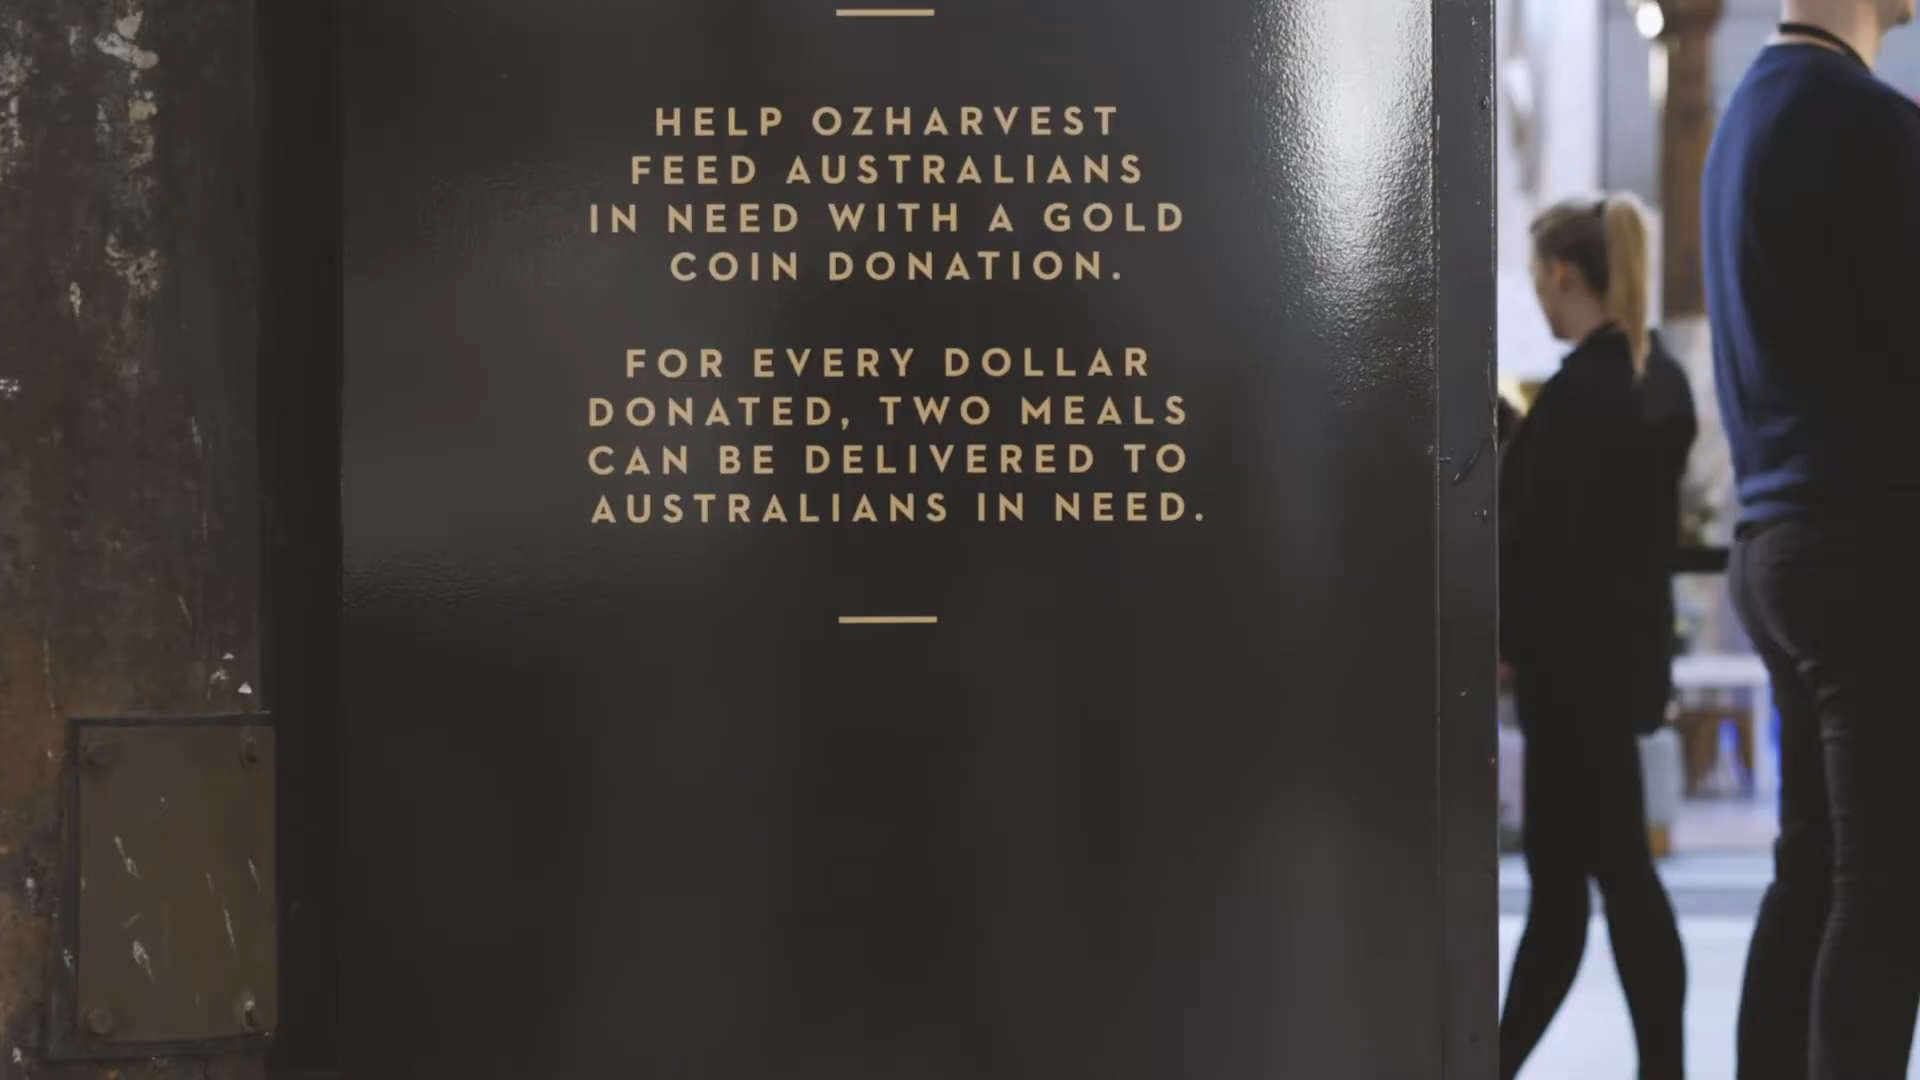 HELP OZHARVEST
FEED AUSTRALIANS
IN NEED WITH A GOLD
COIN DONATION.
FOR EVERY DOLLAR
DONATED, TWO MEALS
CAN BE DELIVERED TO
AUSTRALIANS IN NEED.